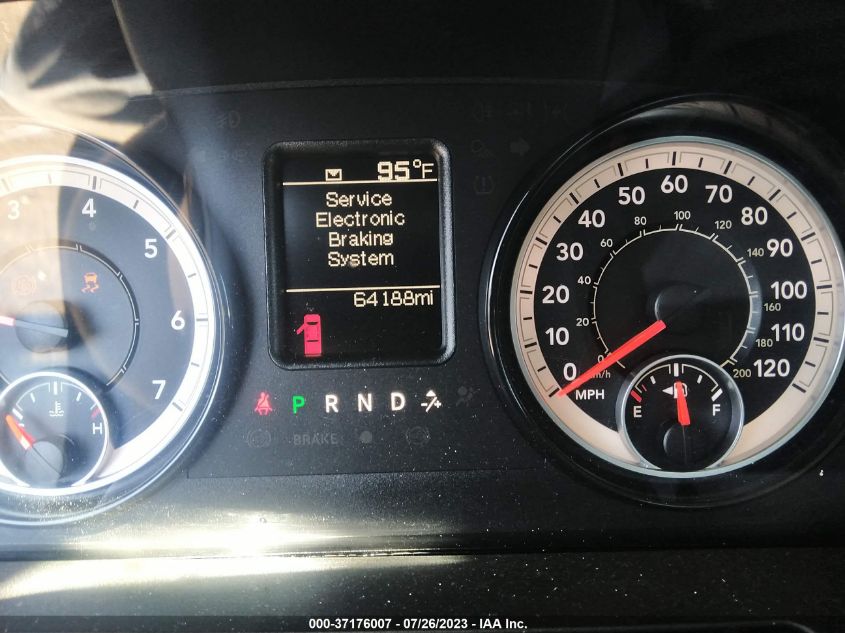 95°F
Service
Electronic
Braking
System
64188mi
3 4 5 6 7
H
P R N D
BRAKE
0 10 20 30 40 50 60 70 80 90 100 110 120
MPH
0 20 40 60 80 100 120 140 160 180 200
km/h
E F
000-37176007 - 07/26/2023 - IAA Inc.